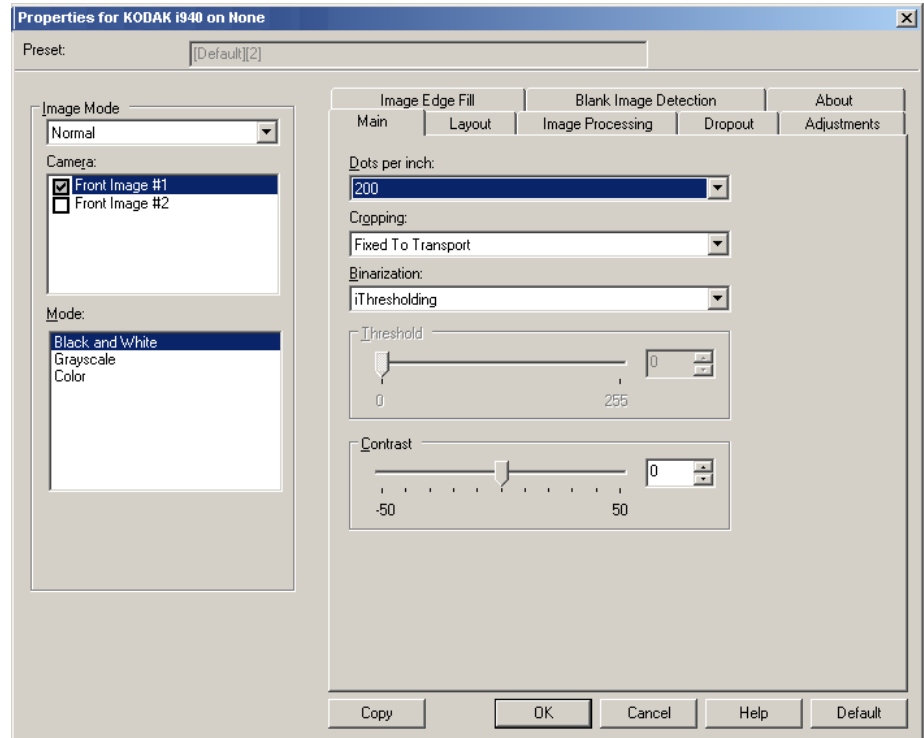 Properties for KODAK i940 on None
Preset:
[Default][2]
Image Mode
Normal
Camera:
Front Image #1
Front Image #2
Mode:
Black and White
Grayscale
Color
Image Edge Fill
Blank Image Detection
About
Main
Layout
Image Processing
Dropout
Adjustments
Dots per inch:
200
Cropping:
Fixed To Transport
Binarization:
iThresholding
Threshold
0
0
255
Contrast
0
-50
50
Copy
OK
Cancel
Help
Default